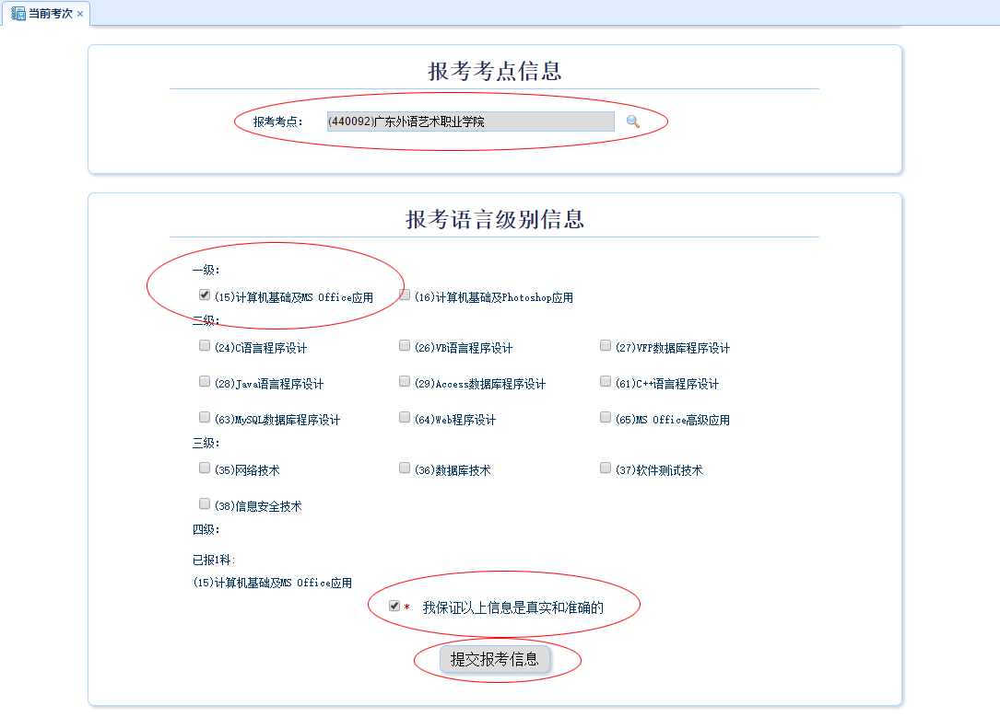 当前考次 ×
报考考点信息
报考考点： (440092)广东外语艺术职业学院
报考语言级别信息
一级：
(15)计算机基础及MS Office应用 (16)计算机基础及Photoshop应用
二级：
(24)C语言程序设计 (26)VB语言程序设计 (27)VFP数据库程序设计
(28)Java语言程序设计 (29)Access数据库程序设计 (61)C++语言程序设计
(63)MySQL数据库程序设计 (64)Web程序设计 (65)MS Office高级应用
三级：
(35)网络技术 (36)数据库技术 (37)软件测试技术
(38)信息安全技术
四级：
已报1科：
(15)计算机基础及MS Office应用
* 我保证以上信息是真实和准确的
提交报考信息